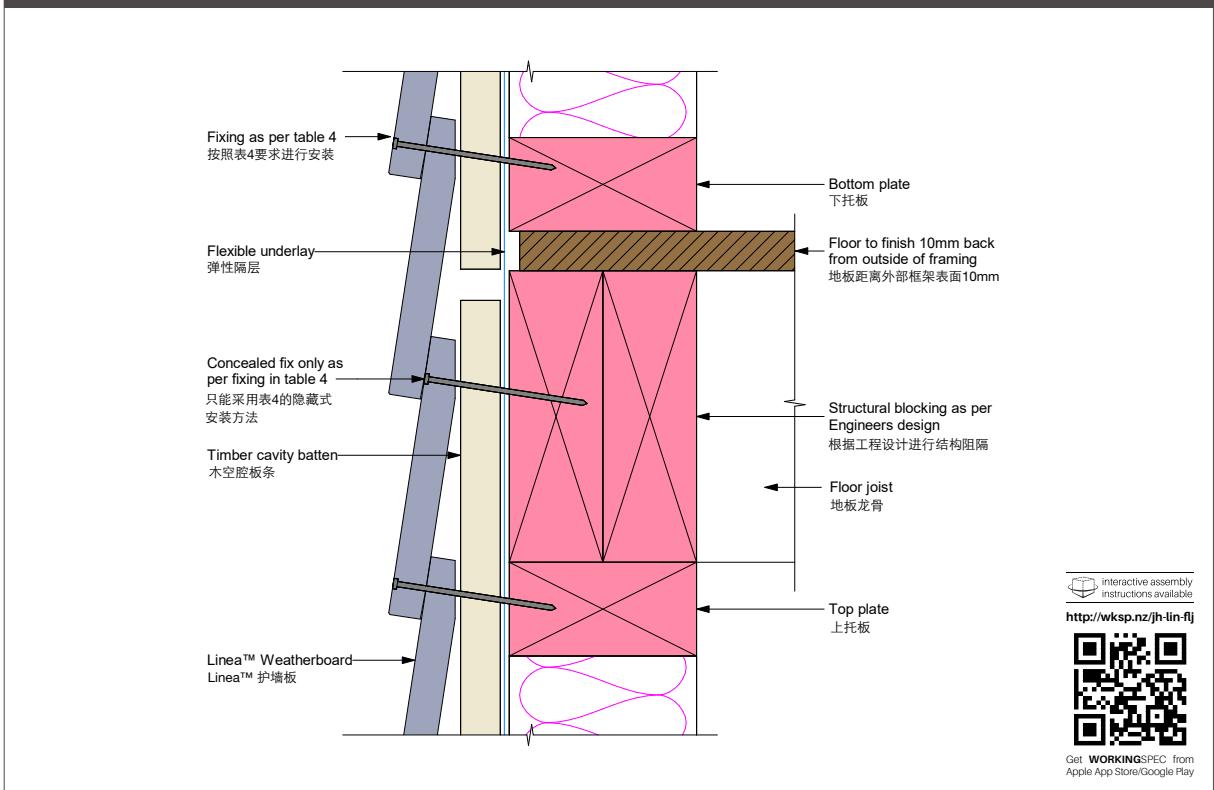 Fixing as per table 4
按照表4要求进行安装
Flexible underlay
弹性隔层
Concealed fix only as
per fixing in table 4
只能采用表4的隐藏式
安装方法
Timber cavity batten
木空腔板条
Linea™ Weatherboard
Linea™ 护墙板
Bottom plate
下托板
Floor to finish 10mm back
from outside of framing
地板距离外部框架表面10mm
Structural blocking as per
Engineers design
根据工程设计进行结构阻隔
Floor joist
地板龙骨
Top plate
上托板
interactive assembly
instructions available
http://wksp.nz/jh-lin-flj
Get WORKINGSPEC from
Apple App Store/Google Play